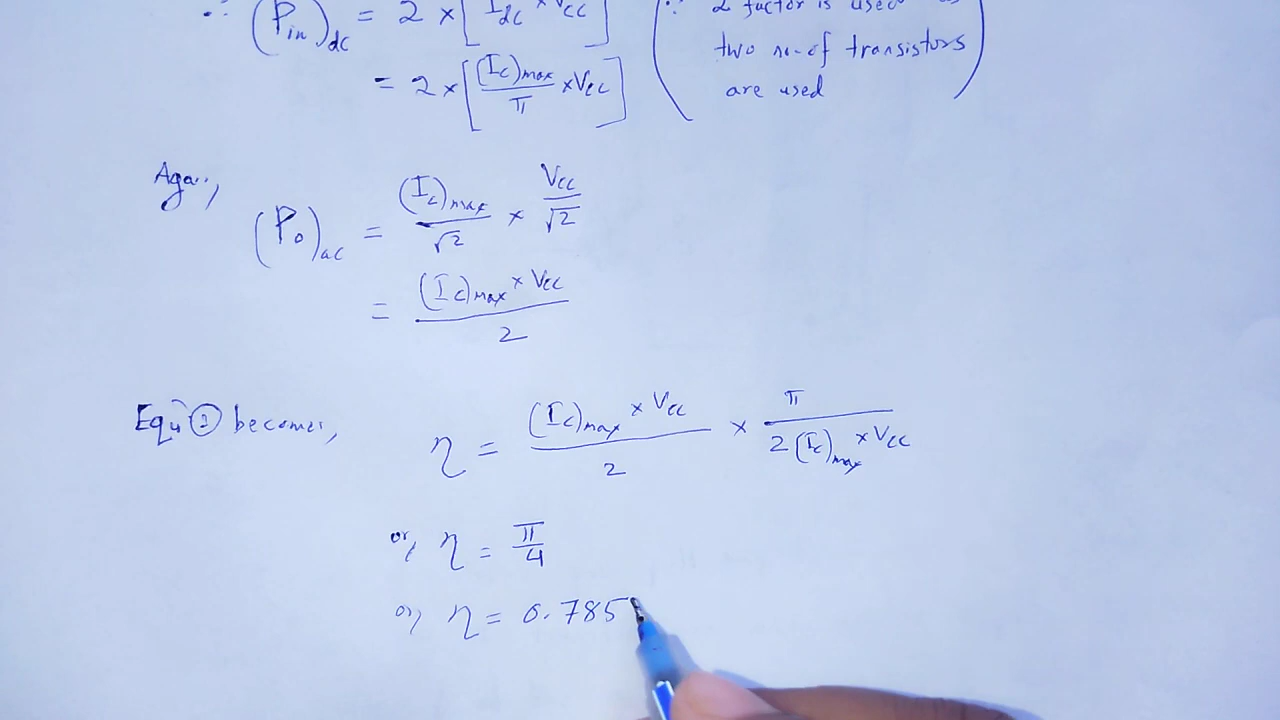 ∴ (Pin)dc = 2 × [Idc × Vcc] (∵ 2 factor is used as
two no. of transistors
are used)
= 2 × [(Ic)max/π × Vcc]
Again,
(Po)ac = (Ic)max/√2 × Vcc/√2
= (Ic)max × Vcc/2
Equⁿ ① becomes,
η = (Ic)max × Vcc/2 × π/2(Ic)max × Vcc
or, η = π/4
or, η = 0.785